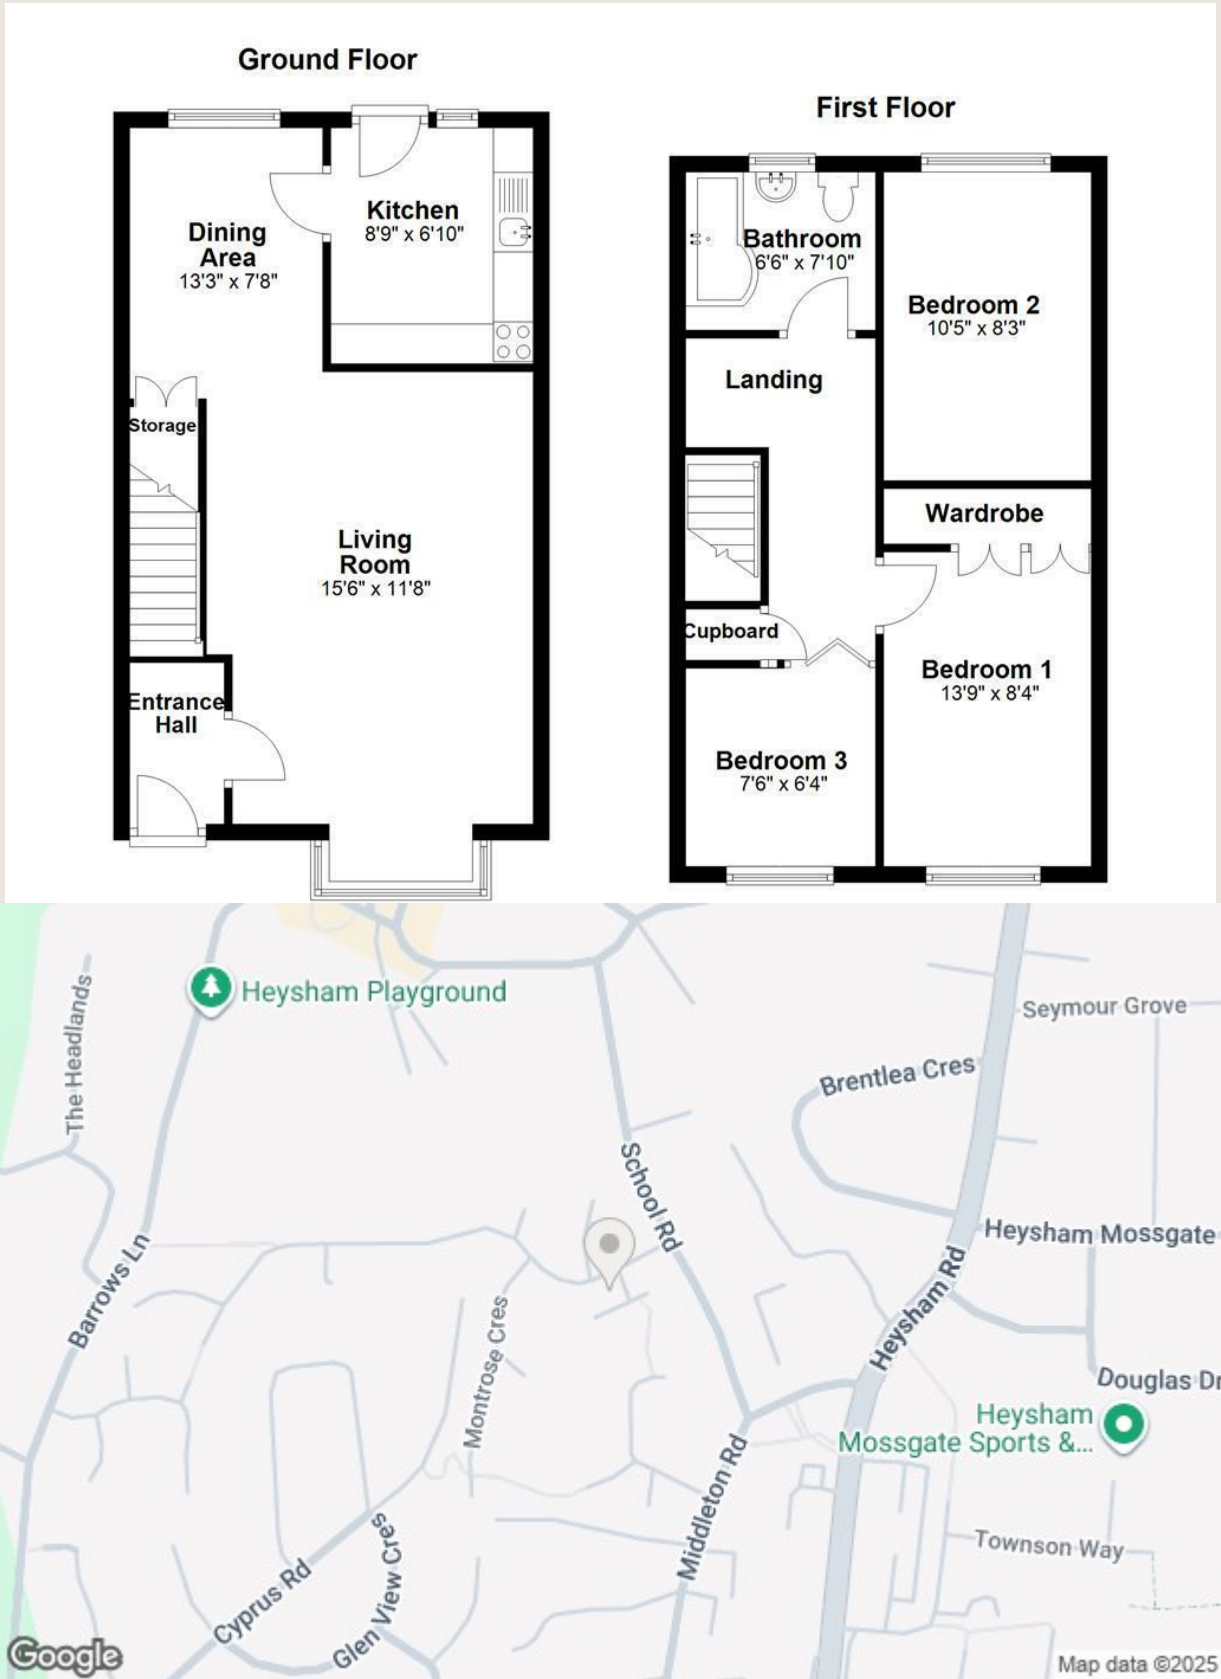 Ground Floor
Dining
Area
13'3" x 7'8"
Kitchen
8'9" x 6'10"
Storage
Living
Room
15'6" x 11'8"
Entrance
Hall
First Floor
Bathroom
6'6" x 7'10"
Bedroom 2
10'5" x 8'3"
Landing
Wardrobe
Cupboard
Bedroom 1
13'9" x 8'4"
Bedroom 3
7'6" x 6'4"
The Headlands
Heysham Playground
Seymour Grove
Brentlea Cres
School Rd
Barrows Ln
Heysham Mossgate
Heysham Rd
Montrose Cres
Douglas Dr
Heysham
Mossgate Sports &...
Middleton Rd
Townson Way
Cyprus Rd
Glen View Cres
Google
Map data ©2025